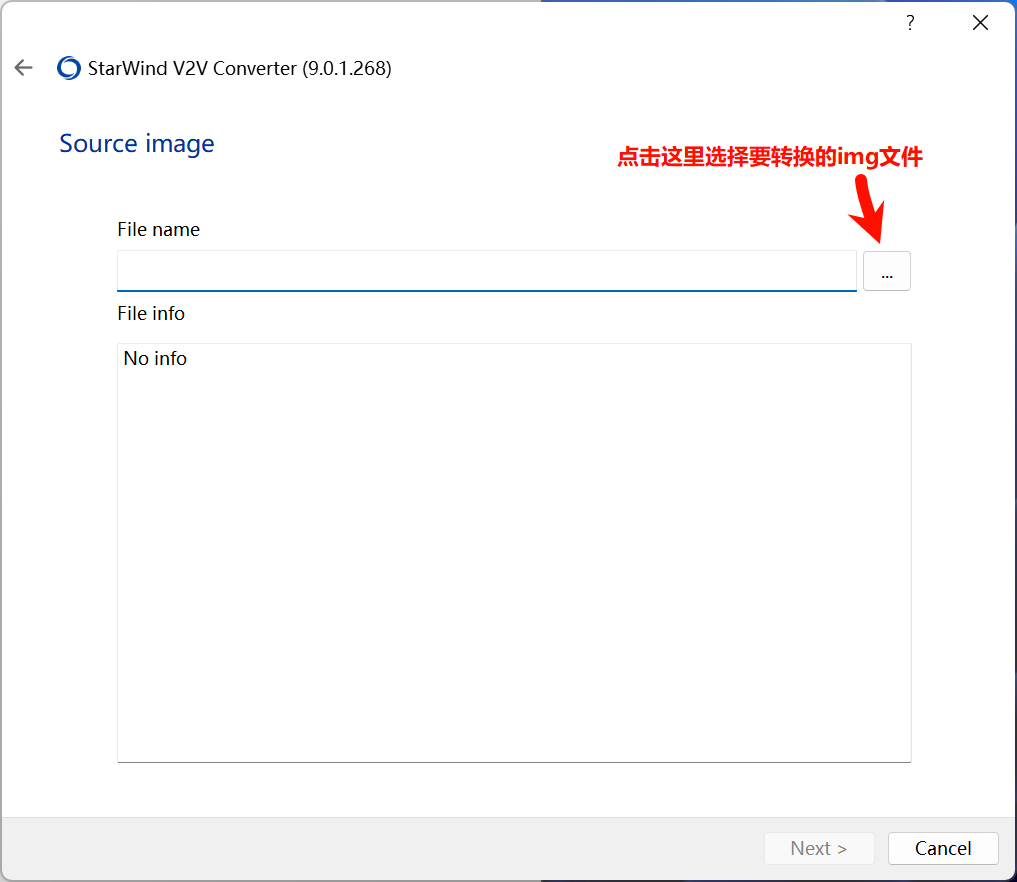 ?
StarWind V2V Converter (9.0.1.268)
Source image
点击这里选择要转换的img文件
File name
...
File info
No info
Next >
Cancel